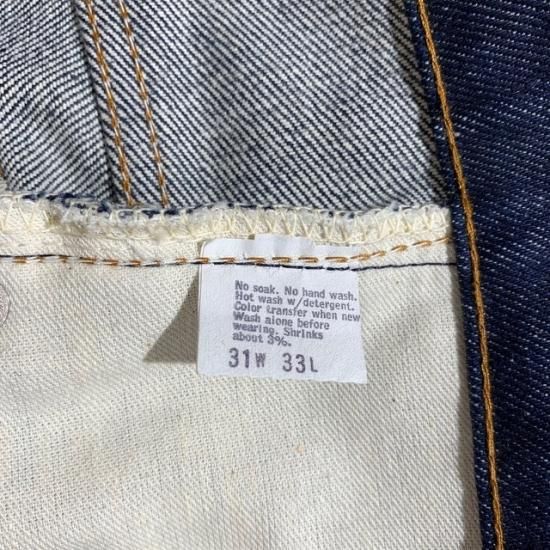 No soak. No hand wash.
Hot wash w/detergent.
Color transfer when new
Wash alone before
wearing. Shrinks
about 3%.
31W 33L